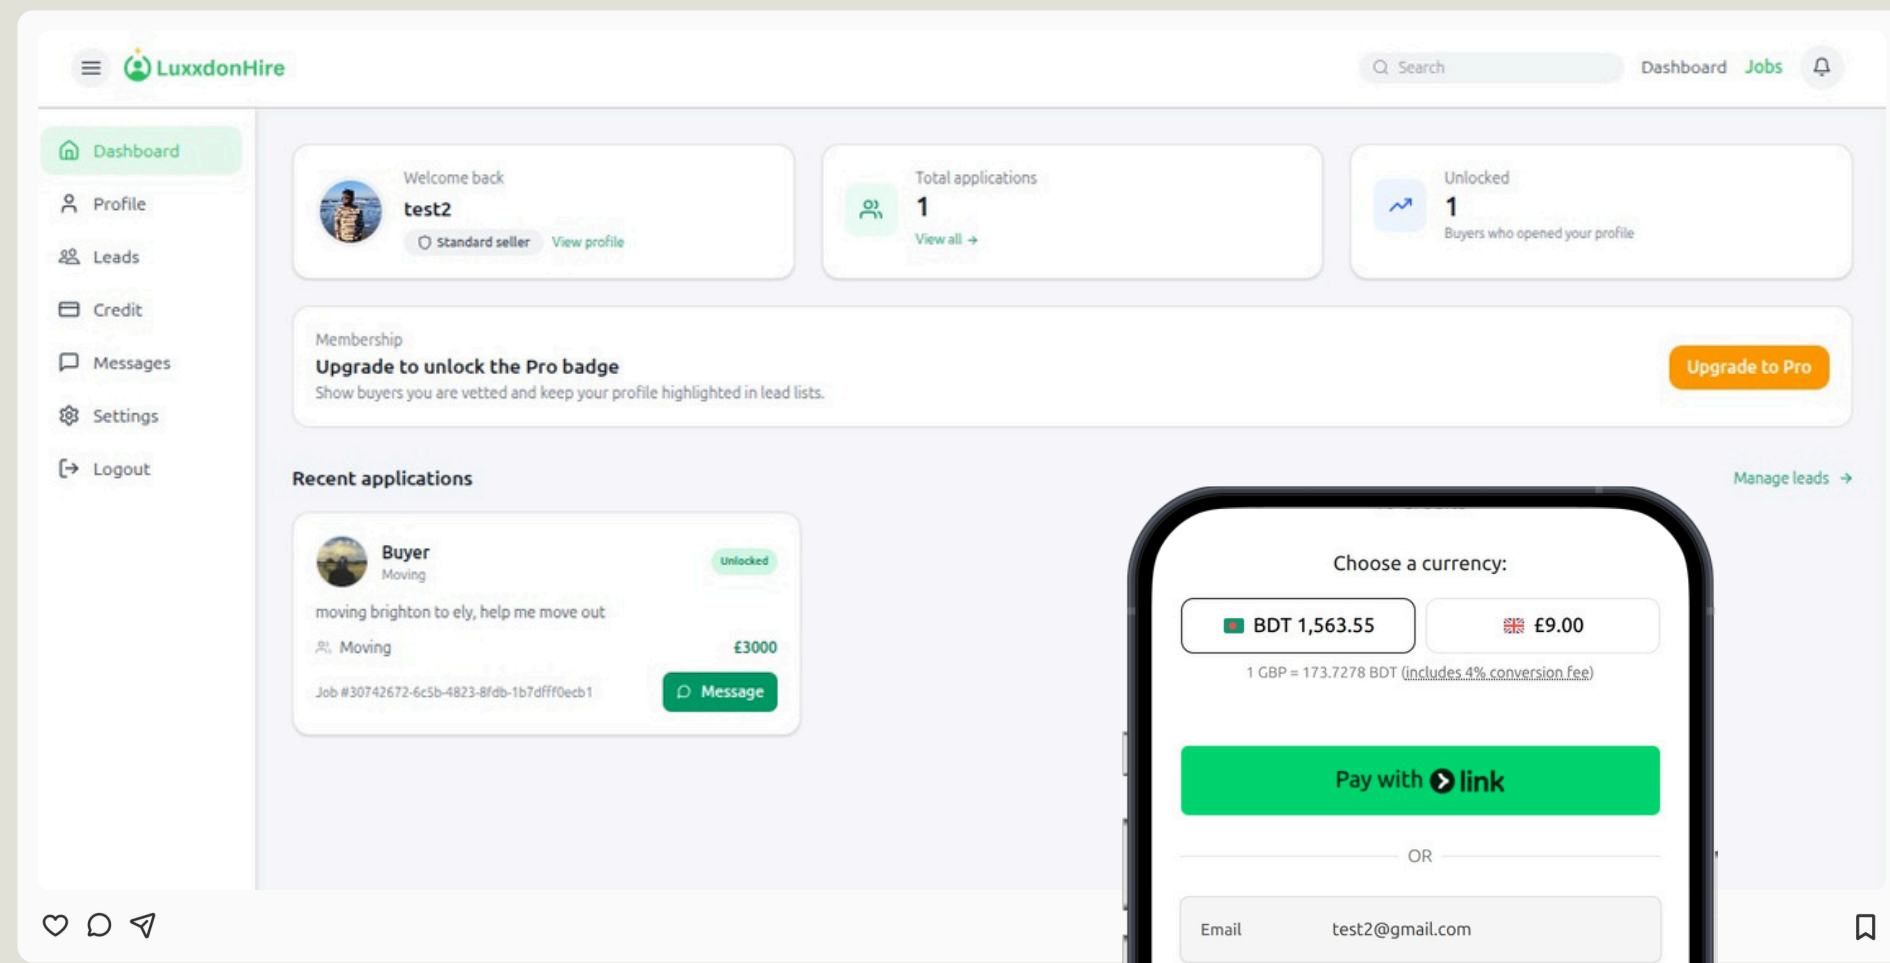 LuxxdonHire
Search
Dashboard
Jobs
Dashboard
Profile
Leads
Credit
Messages
Settings
Logout
Welcome back
test2
Standard seller
View profile
Total applications
1
View all →
Unlocked
1
Buyers who opened your profile
Membership
Upgrade to unlock the Pro badge
Show buyers you are vetted and keep your profile highlighted in lead lists.
Upgrade to Pro
Recent applications
Manage leads →
Buyer
Moving
Unlocked
moving brighton to ely, help me move out
Moving
£3000
Job #30742672-6c5b-4823-8fdb-1b7dfff0ecb1
Message
Choose a currency:
BDT 1,563.55
£9.00
1 GBP = 173.7278 BDT (includes 4% conversion fee)
Pay with link
OR
Email
test2@gmail.com